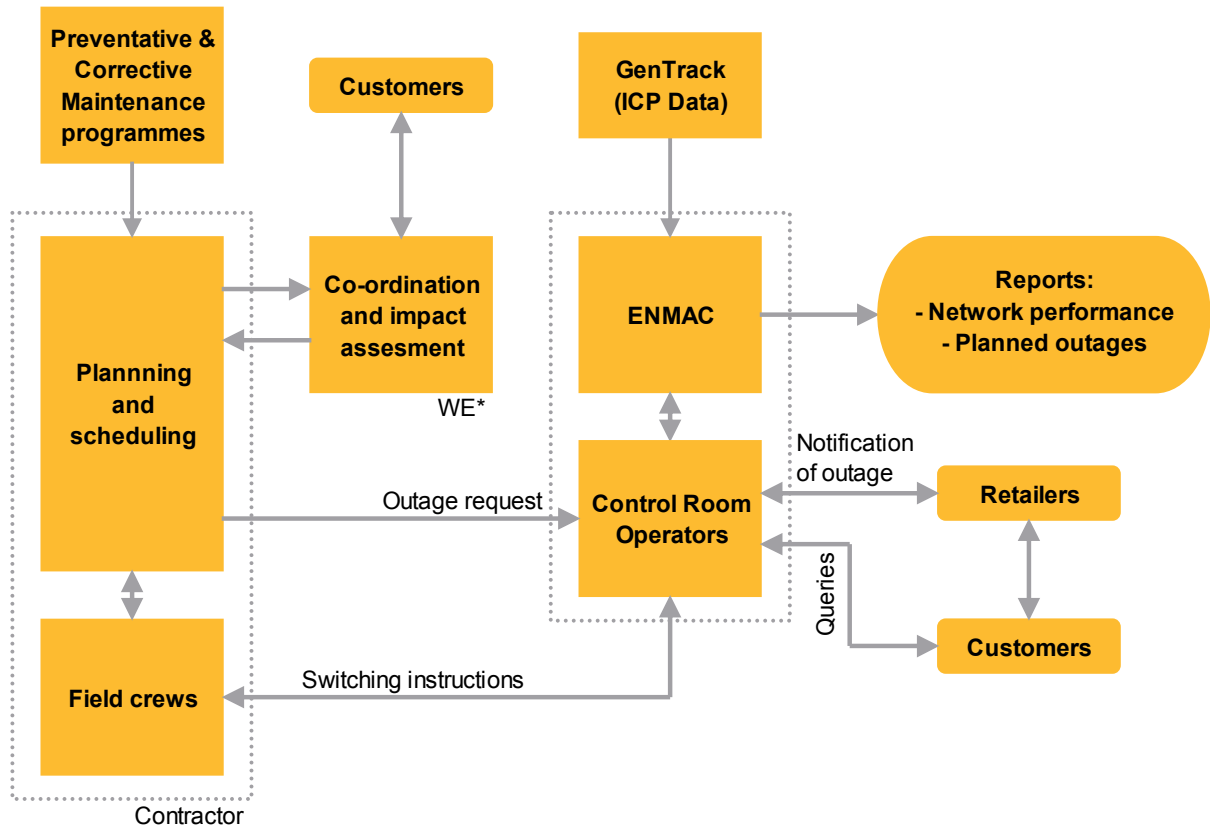 Preventative &
Corrective
Maintenance
programmes
Customers
GenTrack
(ICP Data)
Plannning
and
scheduling
Co-ordination
and impact
assesment
WE*
ENMAC
Reports:
- Network performance
- Planned outages
Outage request
Control Room
Operators
Notification
of outage
Retailers
Queries
Customers
Field crews
Switching instructions
Contractor